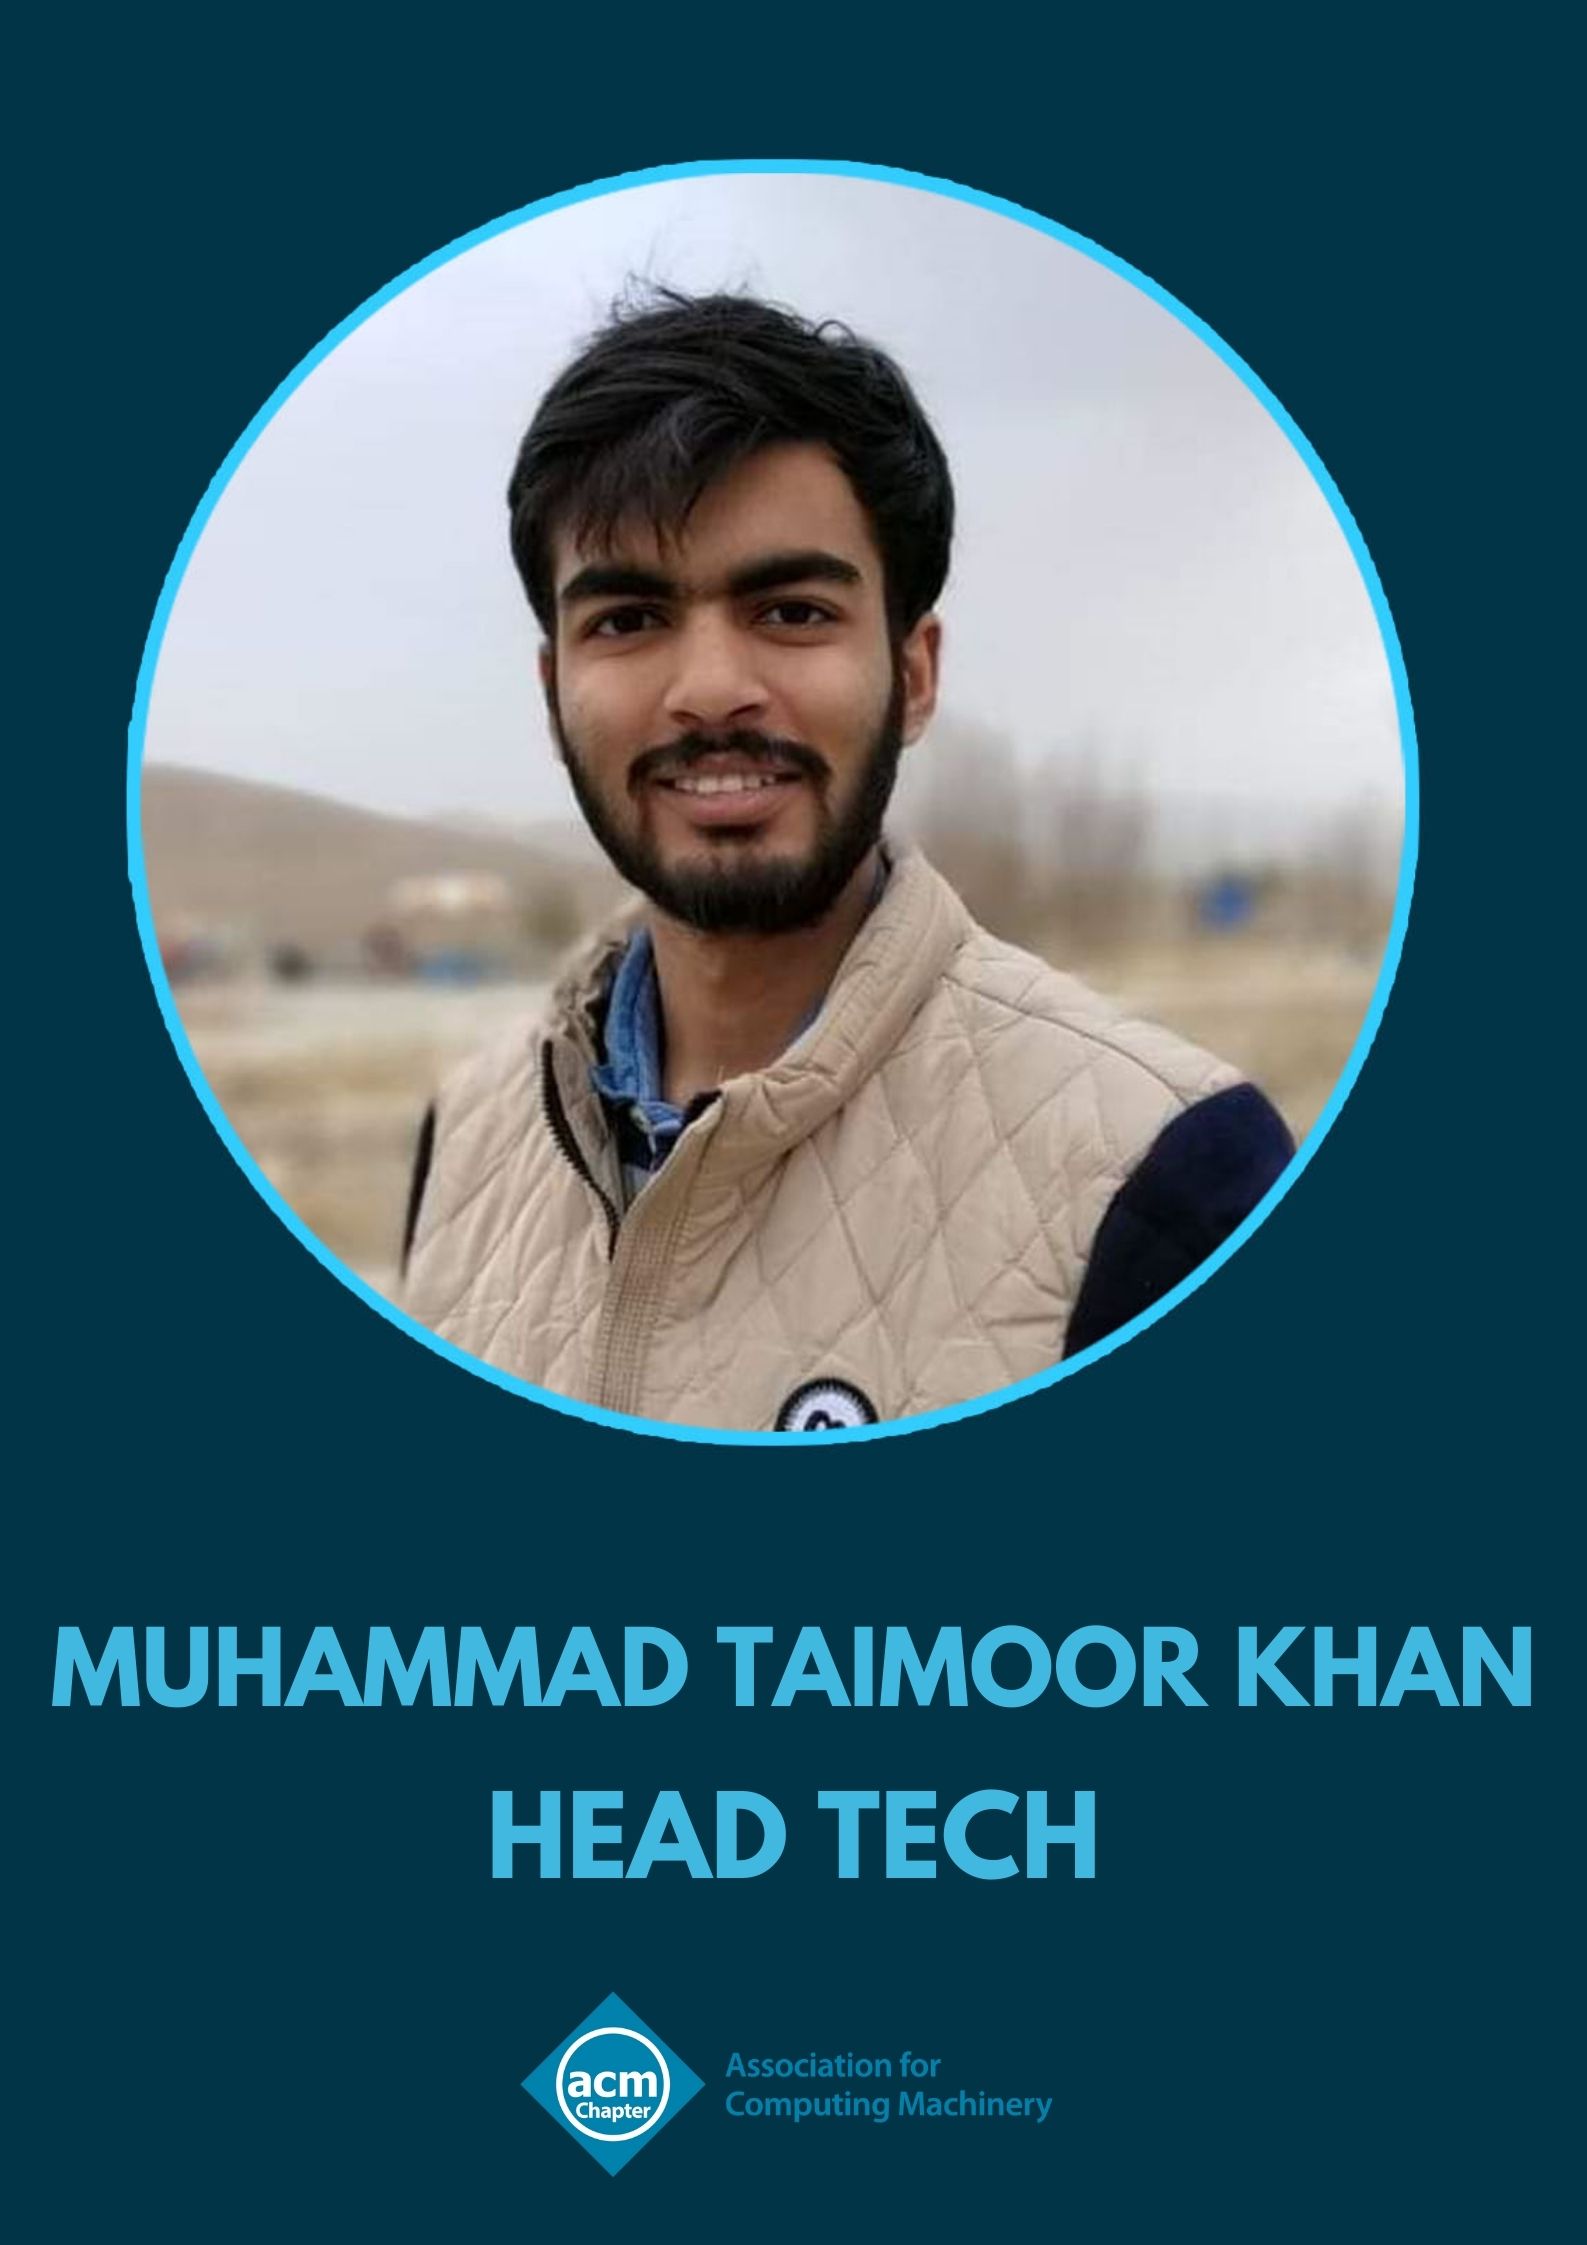 MUHAMMAD TAIMOOR KHAN
HEAD TECH
acm
Chapter
Association for
Computing Machinery